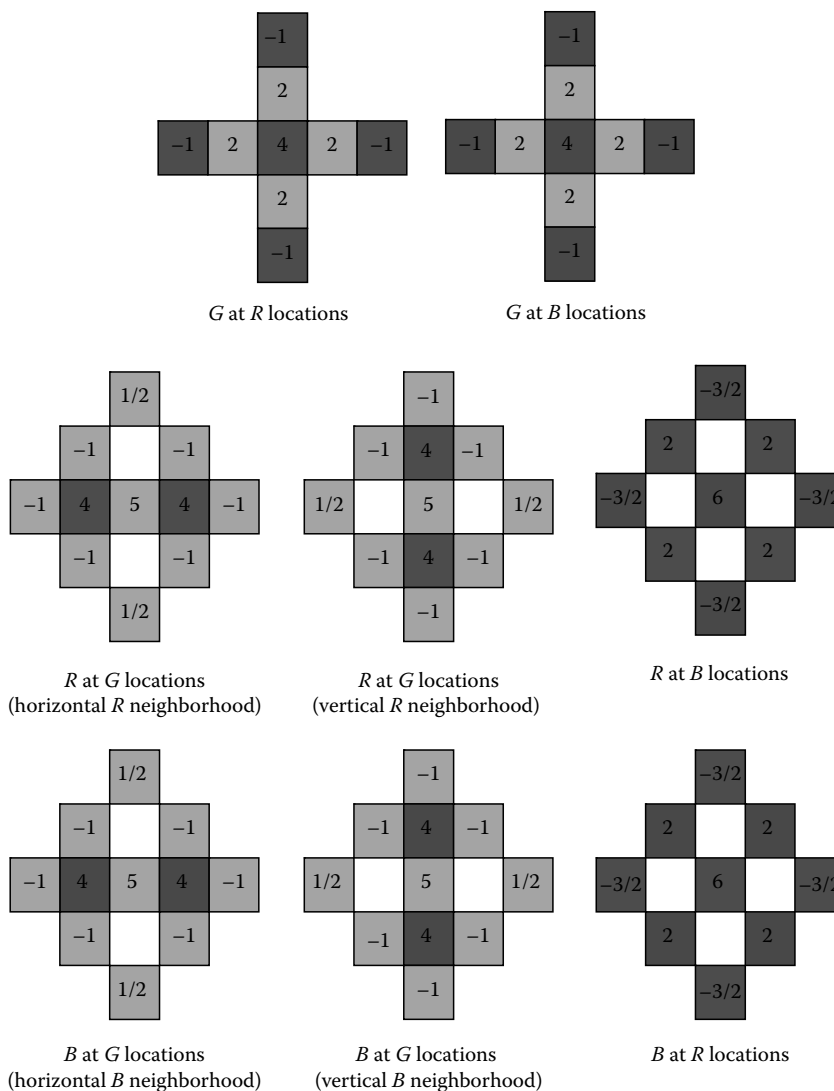 −1 −1
2 2
−1 2 4 2 −1 −1 2 4 2 −1
2 2
−1 −1
G at R locations G at B locations
1/2 −1 −3/2
−1 −1 −1 4 −1 2 2
−1 4 5 4 −1 1/2 5 1/2 −3/2 6 −3/2
−1 −1 −1 4 −1 2 2
1/2 −1 −3/2
R at G locations R at G locations R at B locations
(horizontal R neighborhood) (vertical R neighborhood)
1/2 −1 −3/2
−1 −1 −1 4 −1 2 2
−1 4 5 4 −1 1/2 5 1/2 −3/2 6 −3/2
−1 −1 −1 4 −1 2 2
1/2 −1 −3/2
B at G locations B at G locations B at R locations
(horizontal B neighborhood) (vertical B neighborhood)